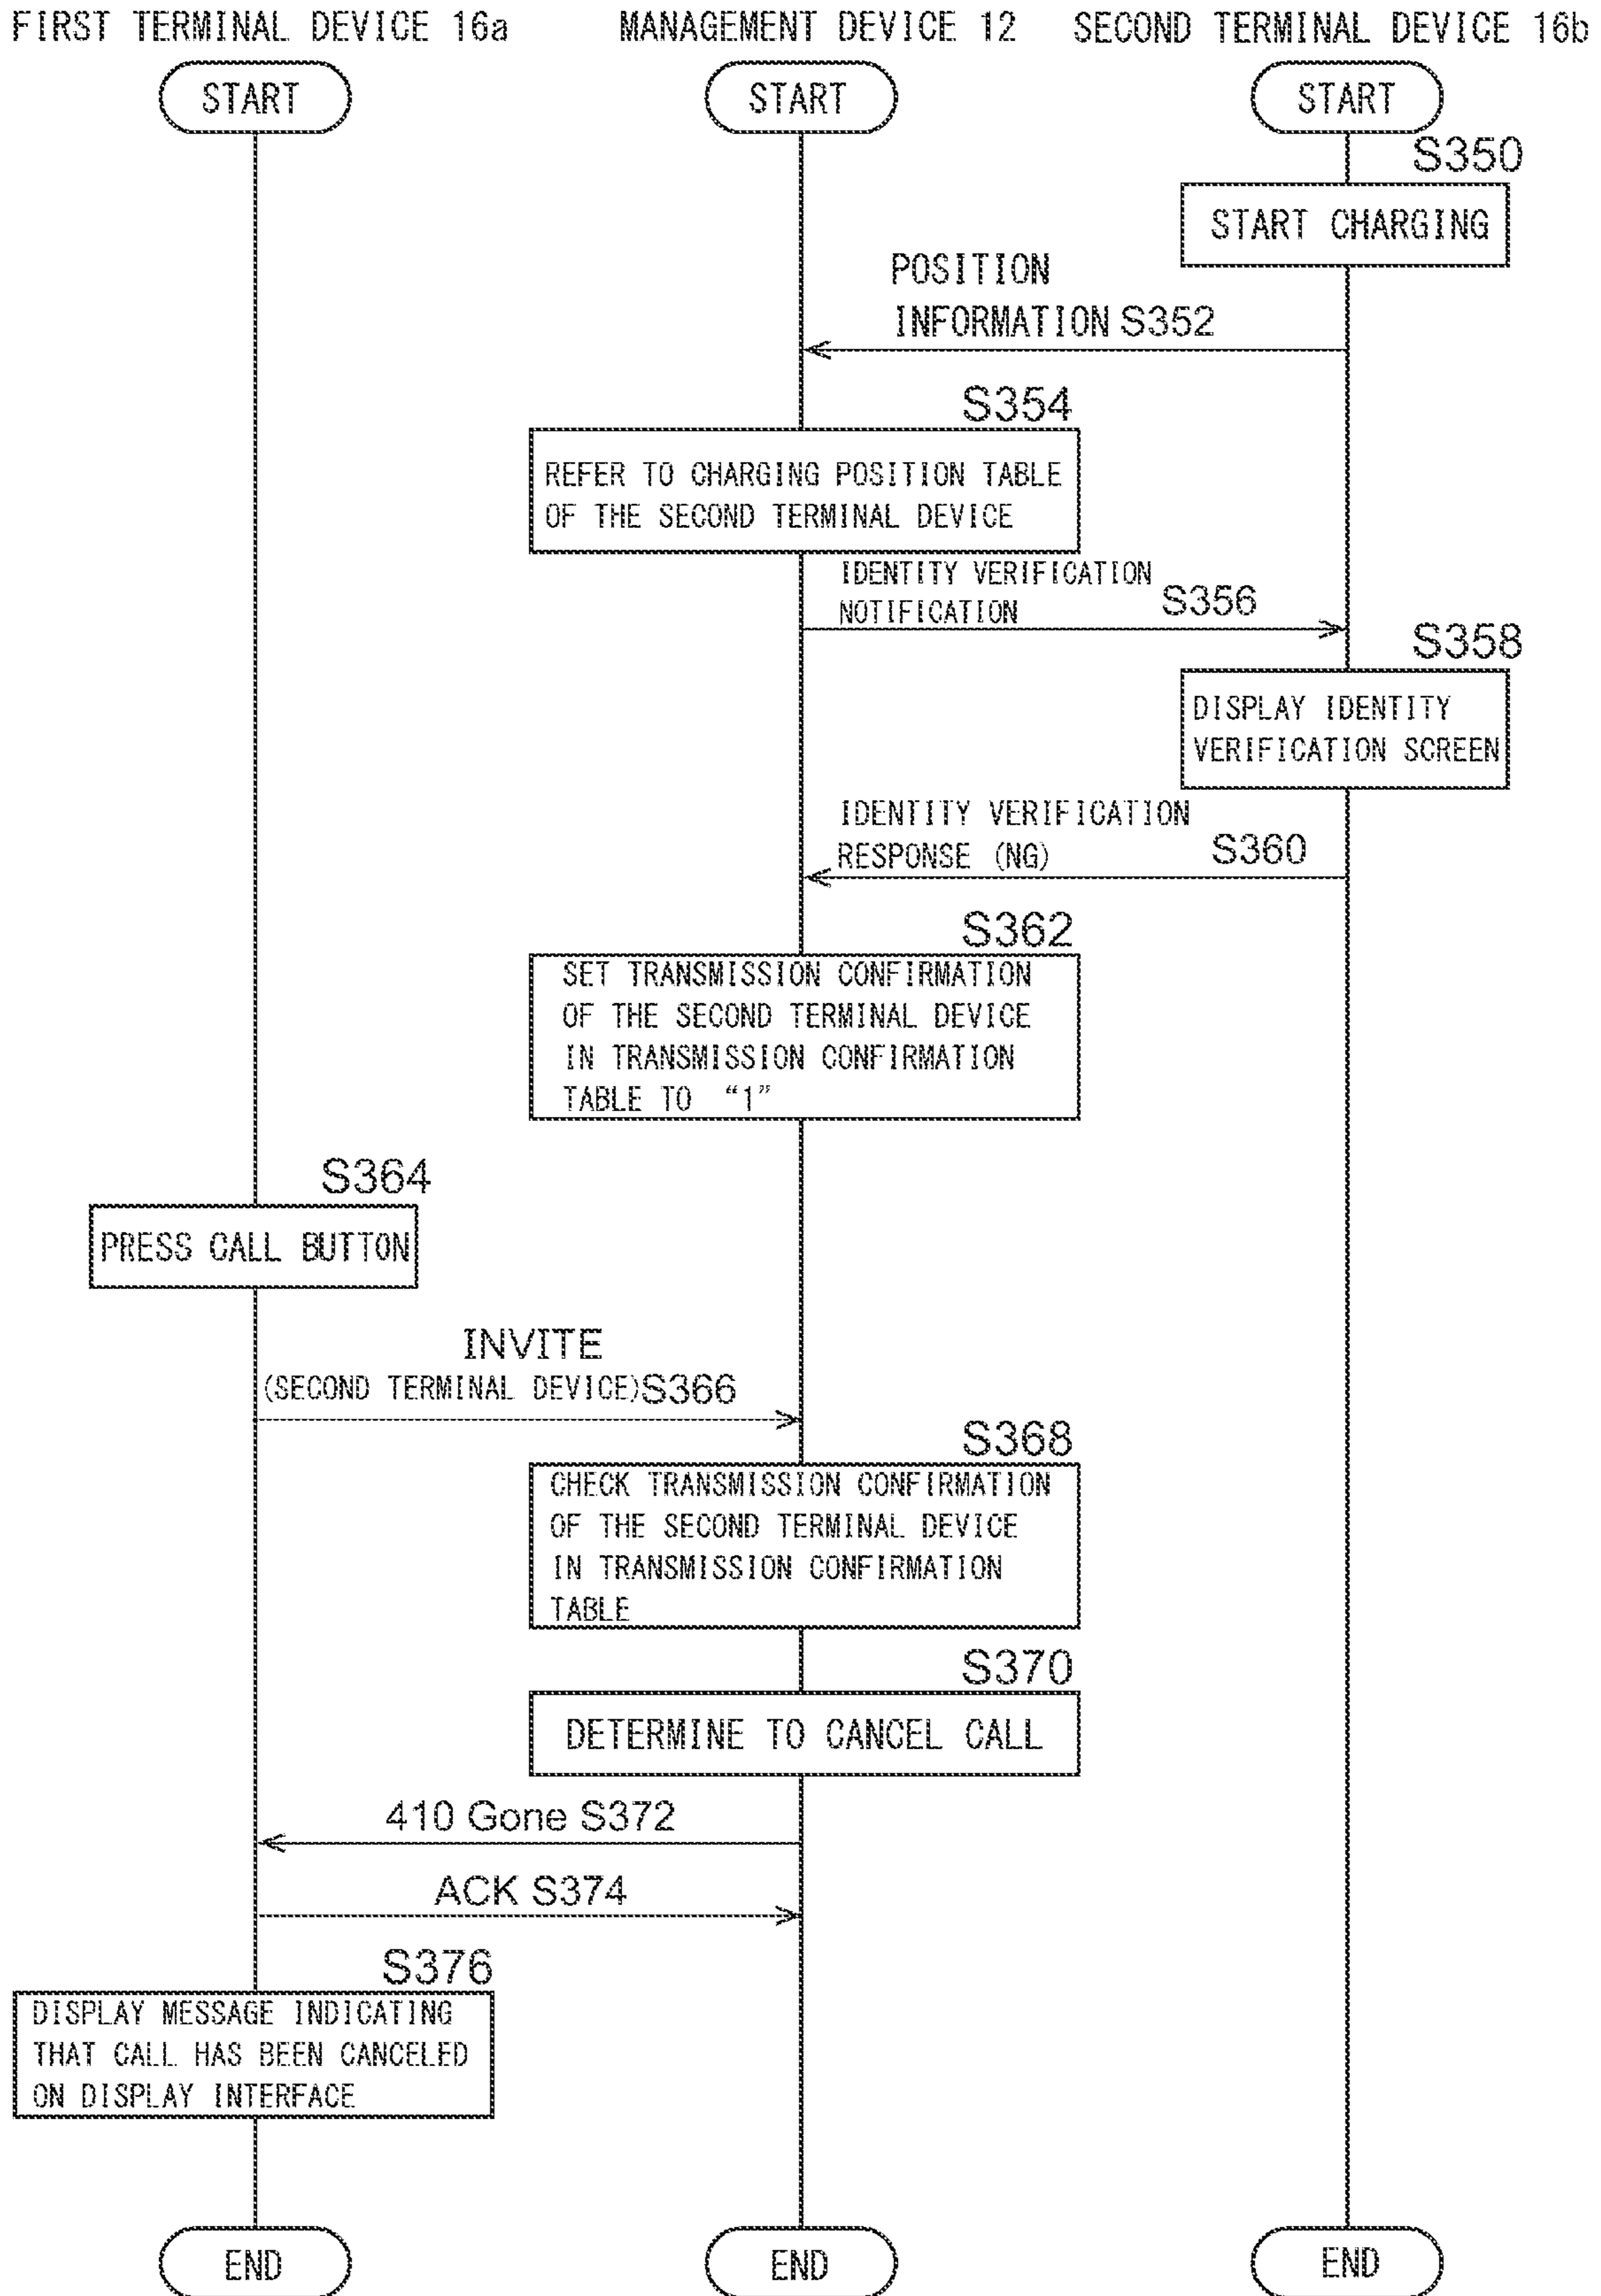 FIRST TERMINAL DEVICE 16a
MANAGEMENT DEVICE 12
SECOND TERMINAL DEVICE 16b
START
START
START
S350
START CHARGING
POSITION
INFORMATION S352
S354
REFER TO CHARGING POSITION TABLE
OF THE SECOND TERMINAL DEVICE
IDENTITY VERIFICATION
NOTIFICATION
S356
S358
DISPLAY IDENTITY
VERIFICATION SCREEN
IDENTITY VERIFICATION
RESPONSE (NG)
S360
S362
SET TRANSMISSION CONFIRMATION
OF THE SECOND TERMINAL DEVICE
IN TRANSMISSION CONFIRMATION
TABLE TO “1”
S364
PRESS CALL BUTTON
INVITE
(SECOND TERMINAL DEVICE)S366
S368
CHECK TRANSMISSION CONFIRMATION
OF THE SECOND TERMINAL DEVICE
IN TRANSMISSION CONFIRMATION
TABLE
S370
DETERMINE TO CANCEL CALL
410 Gone S372
ACK S374
S376
DISPLAY MESSAGE INDICATING
THAT CALL HAS BEEN CANCELED
ON DISPLAY INTERFACE
END
END
END